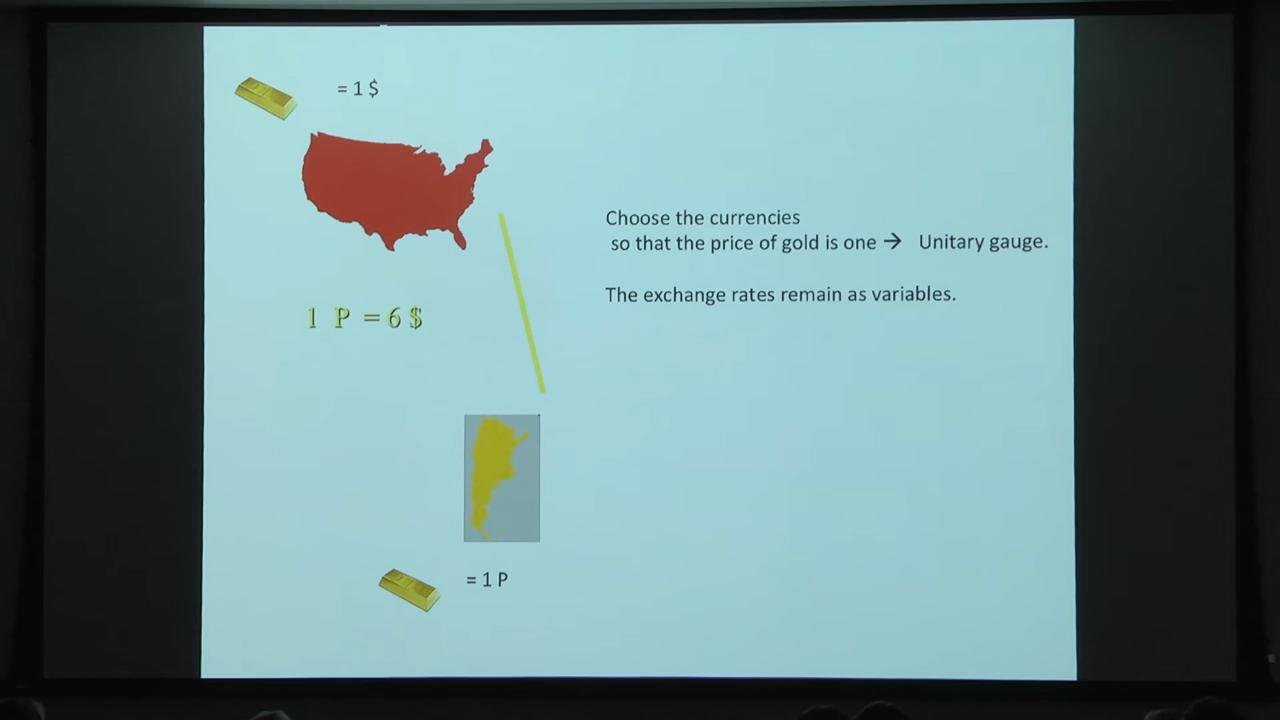 = 1 $
Choose the currencies
so that the price of gold is one → Unitary gauge.
The exchange rates remain as variables.
1 P = 6 $
= 1 P